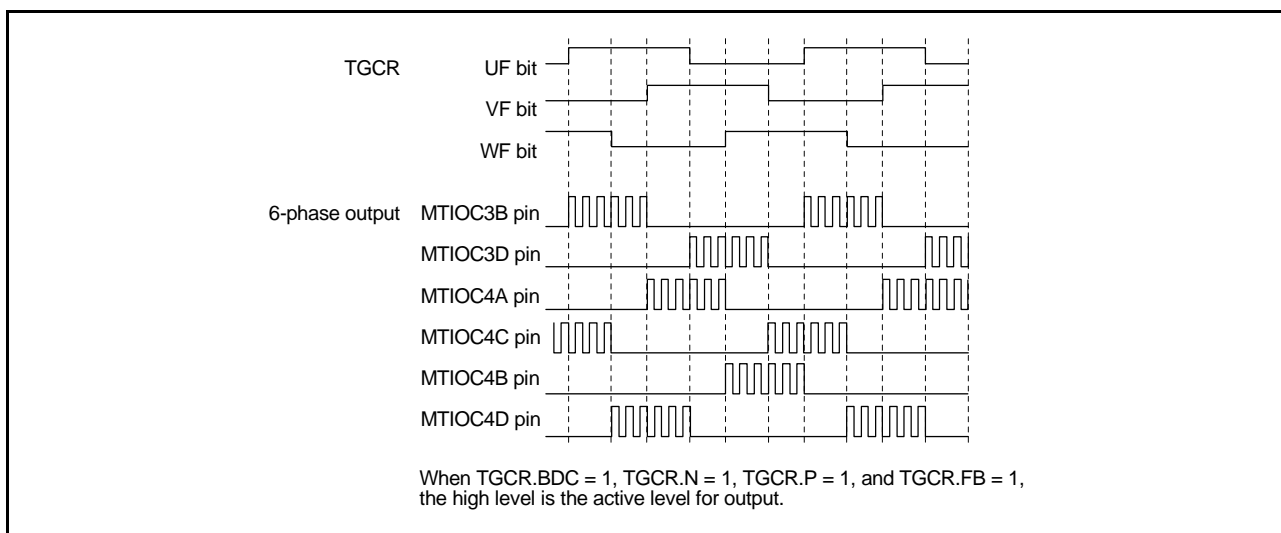 TGCR UF bit
VF bit
WF bit
6-phase output MTIOC3B pin
MTIOC3D pin
MTIOC4A pin
MTIOC4C pin
MTIOC4B pin
MTIOC4D pin
When TGCR.BDC = 1, TGCR.N = 1, TGCR.P = 1, and TGCR.FB = 1,
the high level is the active level for output.